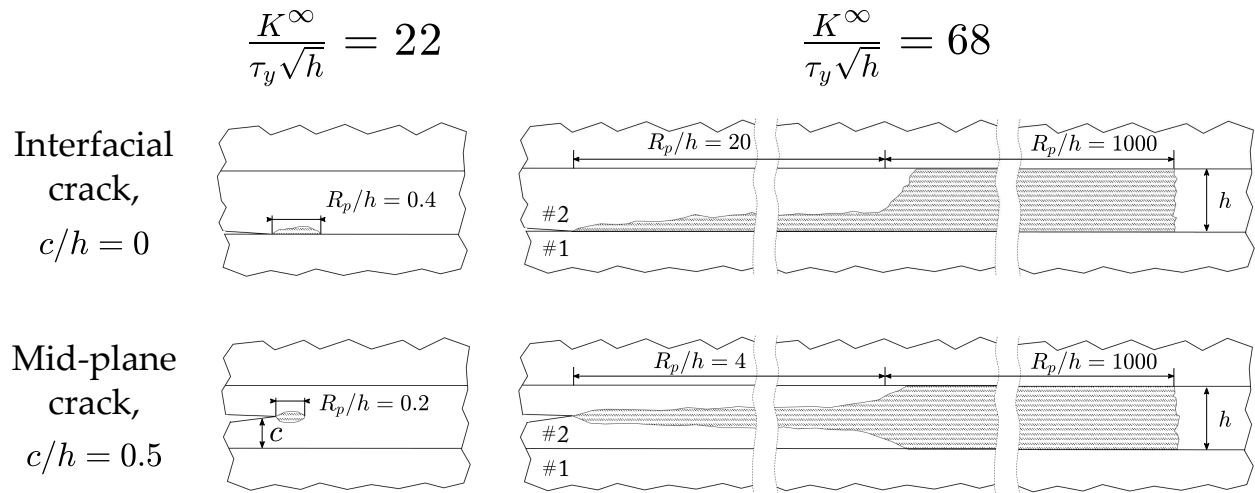 K^∞/τ_y√h = 22
K^∞/τ_y√h = 68
Interfacial
crack,
c/h = 0
R_p/h = 0.4
R_p/h = 20
R_p/h = 1000
#2
#1
h
Mid-plane
crack,
c/h = 0.5
R_p/h = 0.2
c
R_p/h = 4
R_p/h = 1000
#2
#1
h